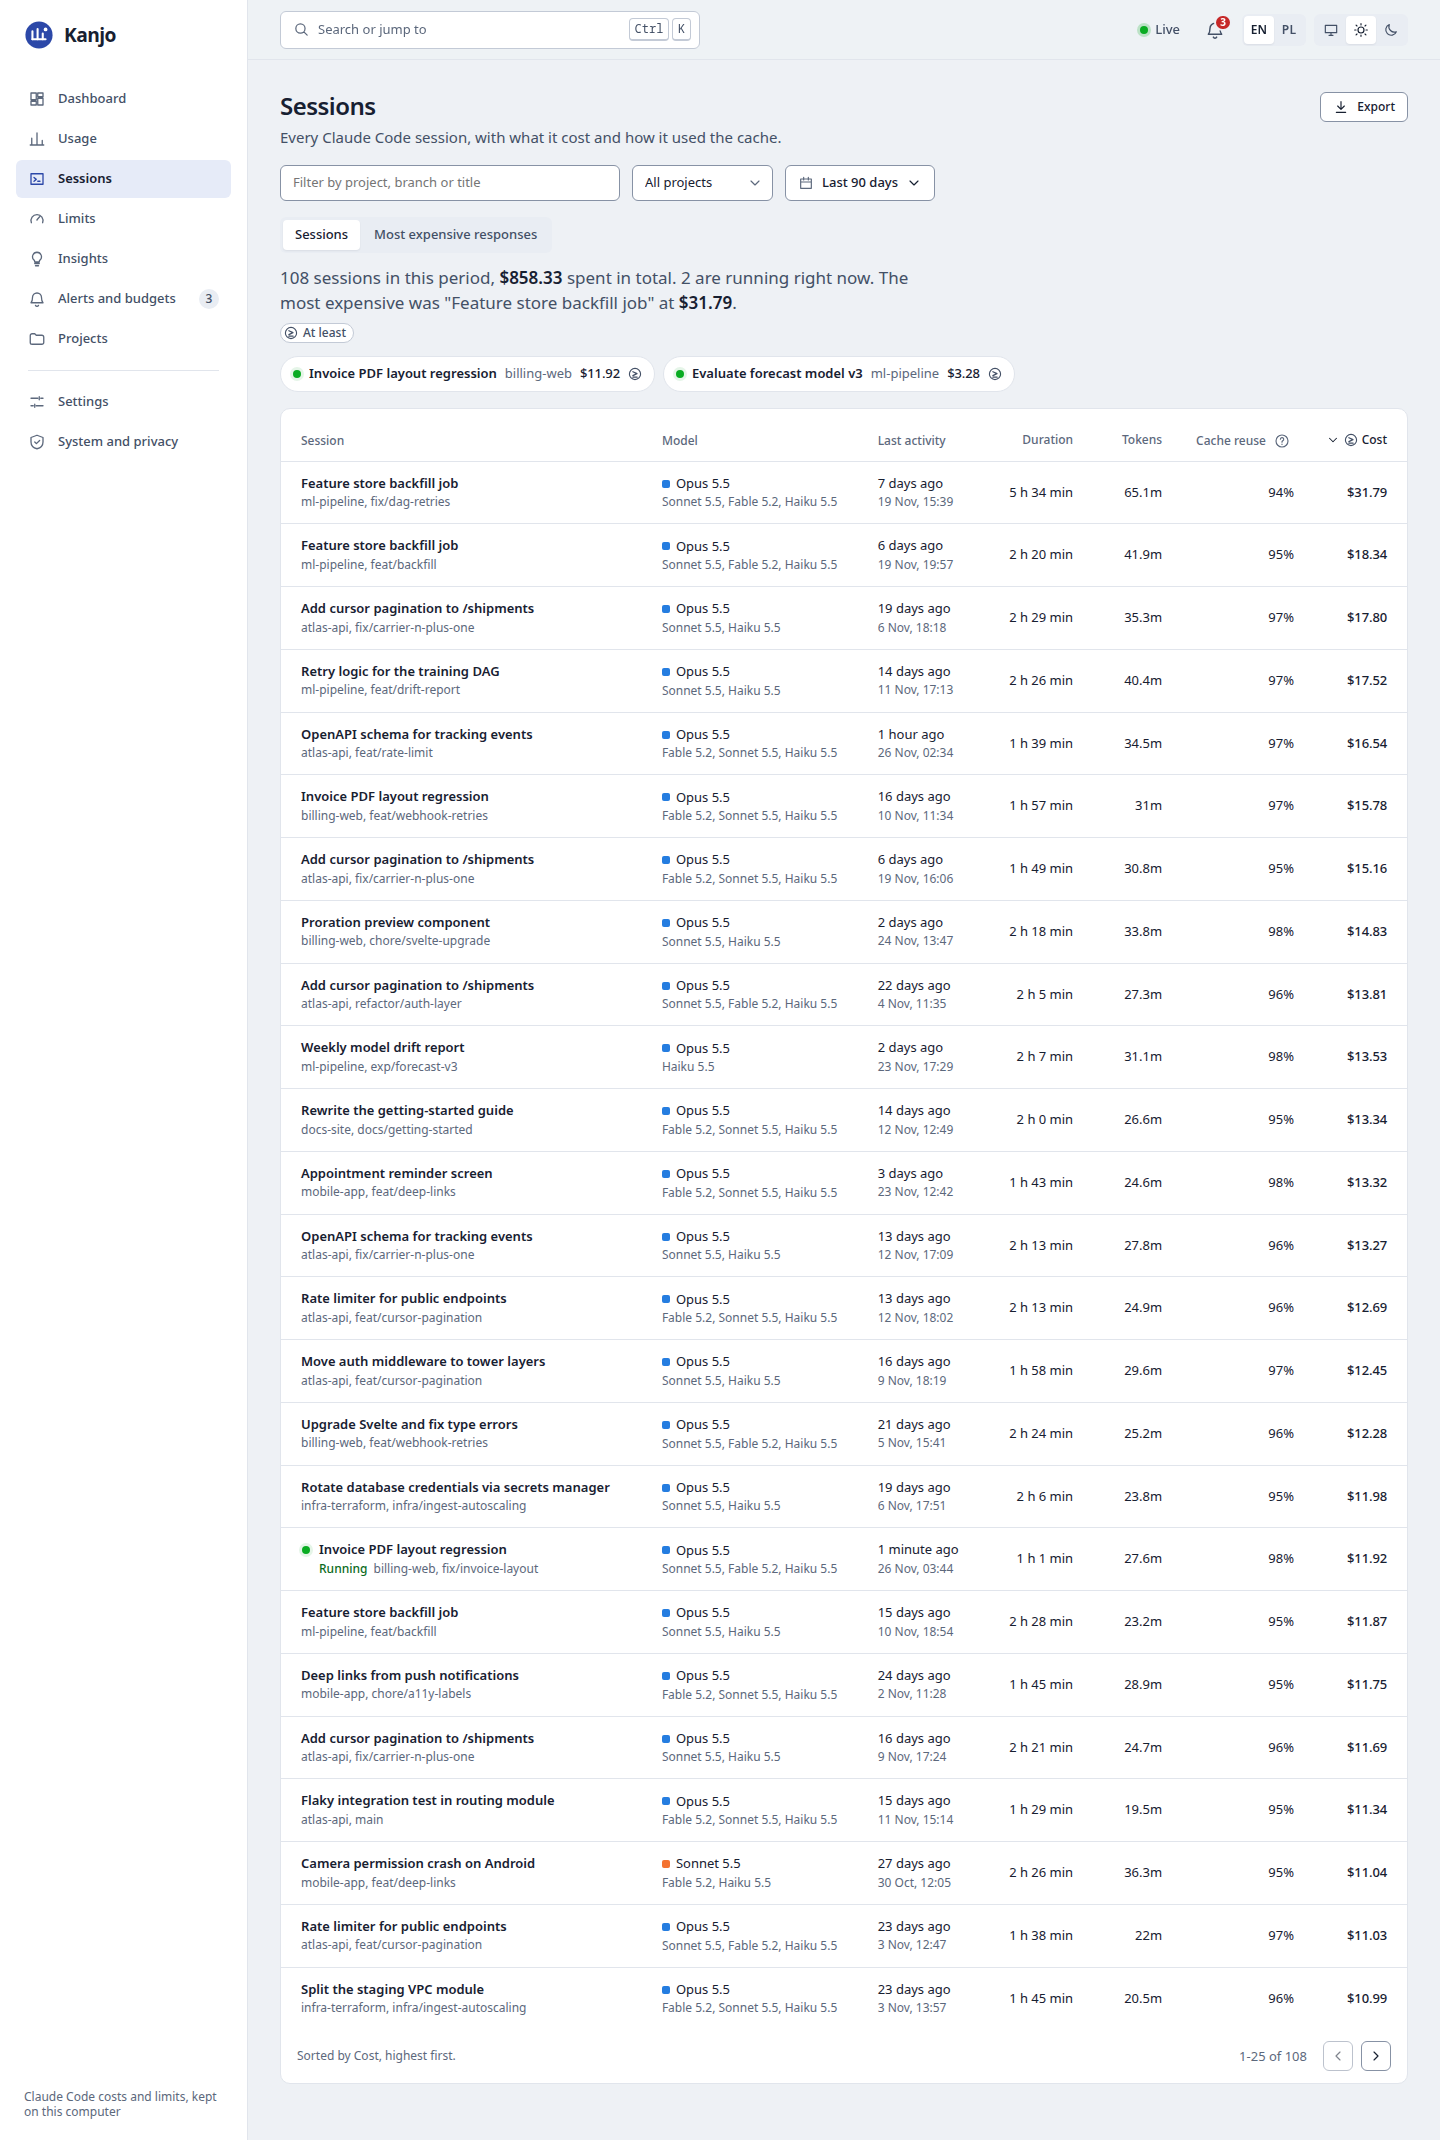 Kanjo
Search or jump to
Ctrl K
Live
3
EN PL
Dashboard
Usage
Sessions
Limits
Insights
Alerts and budgets 3
Projects
Settings
System and privacy
Claude Code costs and limits, kept
on this computer
Sessions
Export
Every Claude Code session, with what it cost and how it used the cache.
Filter by project, branch or title
All projects
Last 90 days
Sessions Most expensive responses
108 sessions in this period, $858.33 spent in total. 2 are running right now. The
most expensive was "Feature store backfill job" at $31.79.
≥ At least
Invoice PDF layout regression billing-web $11.92 ≥
Evaluate forecast model v3 ml-pipeline $3.28 ≥
Session Model Last activity Duration Tokens Cache reuse ? ≥ Cost
Feature store backfill job Opus 5.5 7 days ago 5 h 34 min 65.1m 94% $31.79
ml-pipeline, fix/dag-retries Sonnet 5.5, Fable 5.2, Haiku 5.5 19 Nov, 15:39
Feature store backfill job Opus 5.5 6 days ago 2 h 20 min 41.9m 95% $18.34
ml-pipeline, feat/backfill Sonnet 5.5, Fable 5.2, Haiku 5.5 19 Nov, 19:57
Add cursor pagination to /shipments Opus 5.5 19 days ago 2 h 29 min 35.3m 97% $17.80
atlas-api, fix/carrier-n-plus-one Sonnet 5.5, Haiku 5.5 6 Nov, 18:18
Retry logic for the training DAG Opus 5.5 14 days ago 2 h 26 min 40.4m 97% $17.52
ml-pipeline, feat/drift-report Sonnet 5.5, Haiku 5.5 11 Nov, 17:13
OpenAPI schema for tracking events Opus 5.5 1 hour ago 1 h 39 min 34.5m 97% $16.54
atlas-api, feat/rate-limit Fable 5.2, Sonnet 5.5, Haiku 5.5 26 Nov, 02:34
Invoice PDF layout regression Opus 5.5 16 days ago 1 h 57 min 31m 97% $15.78
billing-web, feat/webhook-retries Fable 5.2, Sonnet 5.5, Haiku 5.5 10 Nov, 11:34
Add cursor pagination to /shipments Opus 5.5 6 days ago 1 h 49 min 30.8m 95% $15.16
atlas-api, fix/carrier-n-plus-one Fable 5.2, Sonnet 5.5, Haiku 5.5 19 Nov, 16:06
Proration preview component Opus 5.5 2 days ago 2 h 18 min 33.8m 98% $14.83
billing-web, chore/svelte-upgrade Sonnet 5.5, Haiku 5.5 24 Nov, 13:47
Add cursor pagination to /shipments Opus 5.5 22 days ago 2 h 5 min 27.3m 96% $13.81
atlas-api, refactor/auth-layer Sonnet 5.5, Fable 5.2, Haiku 5.5 4 Nov, 11:35
Weekly model drift report Opus 5.5 2 days ago 2 h 7 min 31.1m 98% $13.53
ml-pipeline, exp/forecast-v3 Haiku 5.5 23 Nov, 17:29
Rewrite the getting-started guide Opus 5.5 14 days ago 2 h 0 min 26.6m 95% $13.34
docs-site, docs/getting-started Fable 5.2, Sonnet 5.5, Haiku 5.5 12 Nov, 12:49
Appointment reminder screen Opus 5.5 3 days ago 1 h 43 min 24.6m 98% $13.32
mobile-app, feat/deep-links Fable 5.2, Sonnet 5.5, Haiku 5.5 23 Nov, 12:42
OpenAPI schema for tracking events Opus 5.5 13 days ago 2 h 13 min 27.8m 96% $13.27
atlas-api, fix/carrier-n-plus-one Sonnet 5.5, Haiku 5.5 12 Nov, 17:09
Rate limiter for public endpoints Opus 5.5 13 days ago 2 h 13 min 24.9m 96% $12.69
atlas-api, feat/cursor-pagination Fable 5.2, Sonnet 5.5, Haiku 5.5 12 Nov, 18:02
Move auth middleware to tower layers Opus 5.5 16 days ago 1 h 58 min 29.6m 97% $12.45
atlas-api, feat/cursor-pagination Sonnet 5.5, Haiku 5.5 9 Nov, 18:19
Upgrade Svelte and fix type errors Opus 5.5 21 days ago 2 h 24 min 25.2m 96% $12.28
billing-web, feat/webhook-retries Sonnet 5.5, Fable 5.2, Haiku 5.5 5 Nov, 15:41
Rotate database credentials via secrets manager Opus 5.5 19 days ago 2 h 6 min 23.8m 95% $11.98
infra-terraform, infra/ingest-autoscaling Sonnet 5.5, Haiku 5.5 6 Nov, 17:51
Invoice PDF layout regression Opus 5.5 1 minute ago 1 h 1 min 27.6m 98% $11.92
Running billing-web, fix/invoice-layout Sonnet 5.5, Fable 5.2, Haiku 5.5 26 Nov, 03:44
Feature store backfill job Opus 5.5 15 days ago 2 h 28 min 23.2m 95% $11.87
ml-pipeline, feat/backfill Sonnet 5.5, Haiku 5.5 10 Nov, 18:54
Deep links from push notifications Opus 5.5 24 days ago 1 h 45 min 28.9m 95% $11.75
mobile-app, chore/a11y-labels Fable 5.2, Sonnet 5.5, Haiku 5.5 2 Nov, 11:28
Add cursor pagination to /shipments Opus 5.5 16 days ago 2 h 21 min 24.7m 96% $11.69
atlas-api, fix/carrier-n-plus-one Sonnet 5.5, Haiku 5.5 9 Nov, 17:24
Flaky integration test in routing module Opus 5.5 15 days ago 1 h 29 min 19.5m 95% $11.34
atlas-api, main Fable 5.2, Sonnet 5.5, Haiku 5.5 11 Nov, 15:14
Camera permission crash on Android Sonnet 5.5 27 days ago 2 h 26 min 36.3m 95% $11.04
mobile-app, feat/deep-links Fable 5.2, Haiku 5.5 30 Oct, 12:05
Rate limiter for public endpoints Opus 5.5 23 days ago 1 h 38 min 22m 97% $11.03
atlas-api, feat/cursor-pagination Sonnet 5.5, Fable 5.2, Haiku 5.5 3 Nov, 12:47
Split the staging VPC module Opus 5.5 23 days ago 1 h 45 min 20.5m 96% $10.99
infra-terraform, infra/ingest-autoscaling Fable 5.2, Sonnet 5.5, Haiku 5.5 3 Nov, 13:57
Sorted by Cost, highest first.
1-25 of 108